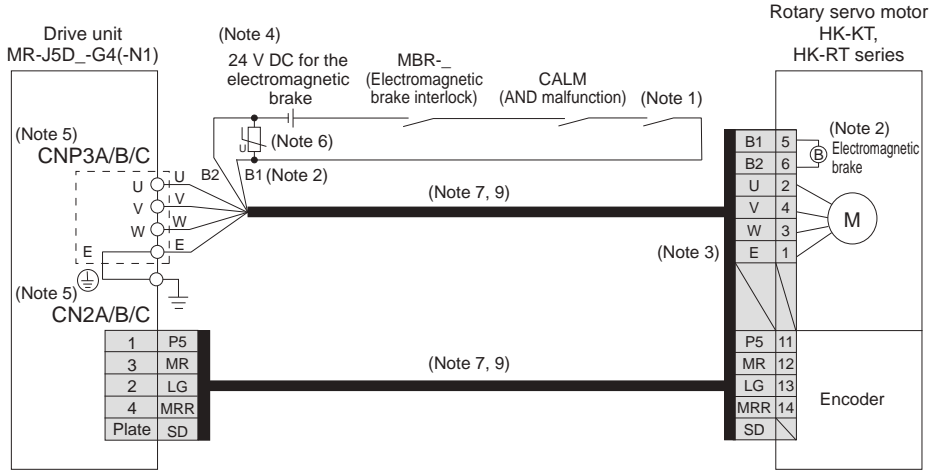 Drive unit
MR-J5D_-G4(-N1)
(Note 4)
24 V DC for the
electromagnetic
brake
MBR-_
(Electromagnetic
brake interlock)
CALM
(AND malfunction)
(Note 1)
Rotary servo motor
HK-KT,
HK-RT series
(Note 5)
CNP3A/B/C
U
V
W
E
U
V
W
E
U
(Note 6)
B2
B1
(Note 2)
(Note 7, 9)
(Note 3)
B1 5
B2 6
U 2
V 4
W 3
E 1
(Note 2)
B
Electromagnetic
brake
M
(Note 5)
CN2A/B/C
1 P5
3 MR
2 LG
4 MRR
Plate SD
(Note 7, 9)
P5 11
MR 12
LG 13
MRR 14
SD
Encoder